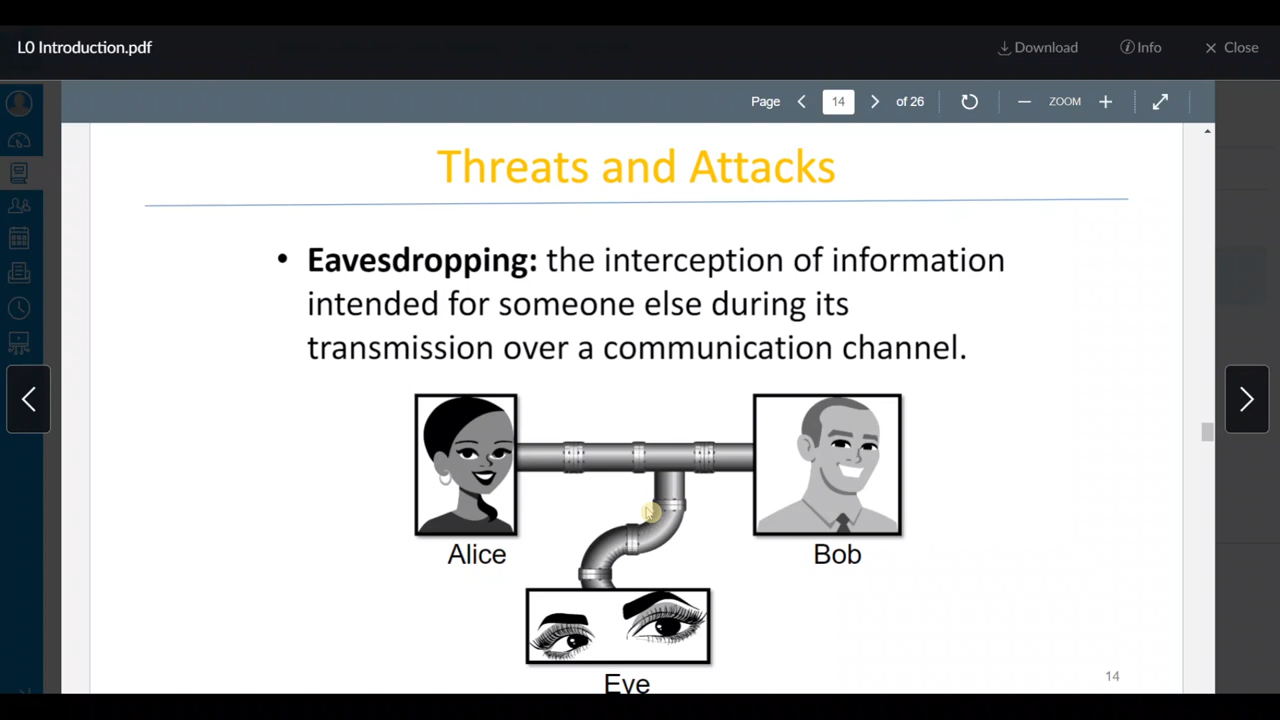 L0 Introduction.pdf
Download
Info
Close
Page
14
of 26
ZOOM
Threats and Attacks
• Eavesdropping: the interception of information
intended for someone else during its
transmission over a communication channel.
Alice
Bob
Eve
14